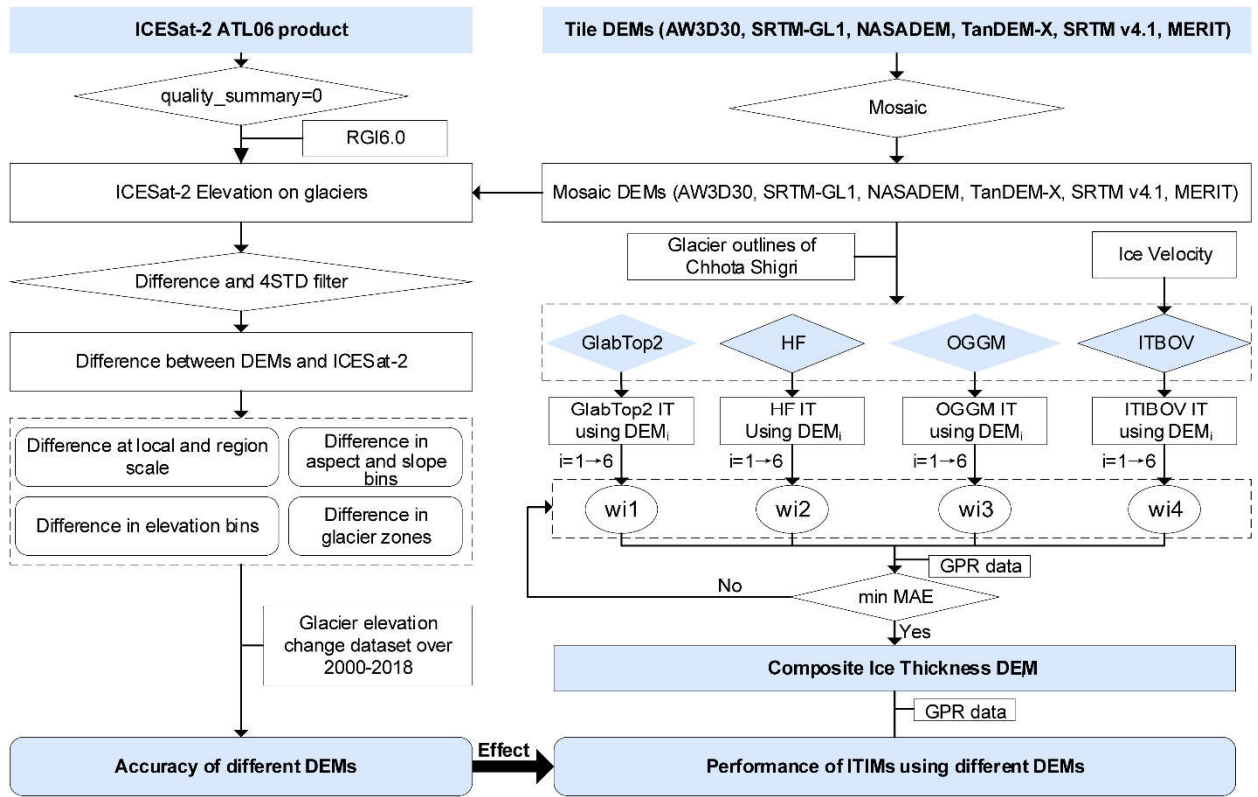 ICESat-2 ATL06 product
quality_summary=0
RGI6.0
ICESat-2 Elevation on glaciers
Difference and 4STD filter
Difference between DEMs and ICESat-2
Difference at local and region
scale
Difference in
aspect and slope
bins
Difference in elevation bins
Difference in
glacier zones
Glacier elevation
change dataset over
2000-2018
Accuracy of different DEMs
Effect
Tile DEMs (AW3D30, SRTM-GL1, NASADEM, TanDEM-X, SRTM v4.1, MERIT)
Mosaic
Mosaic DEMs (AW3D30, SRTM-GL1, NASADEM, TanDEM-X, SRTM v4.1, MERIT)
Glacier outlines of
Chhota Shigri
Ice Velocity
GlabTop2
HF
OGGM
ITBOV
GlabTop2 IT
using DEMi
HF IT
Using DEMi
OGGM IT
using DEMi
ITIBOV IT
using DEMi
i=1→6
i=1→6
i=1→6
i=1→6
wi1
wi2
wi3
wi4
GPR data
No
min MAE
Yes
Composite Ice Thickness DEMi
GPR data
Performance of ITIMs using different DEMs